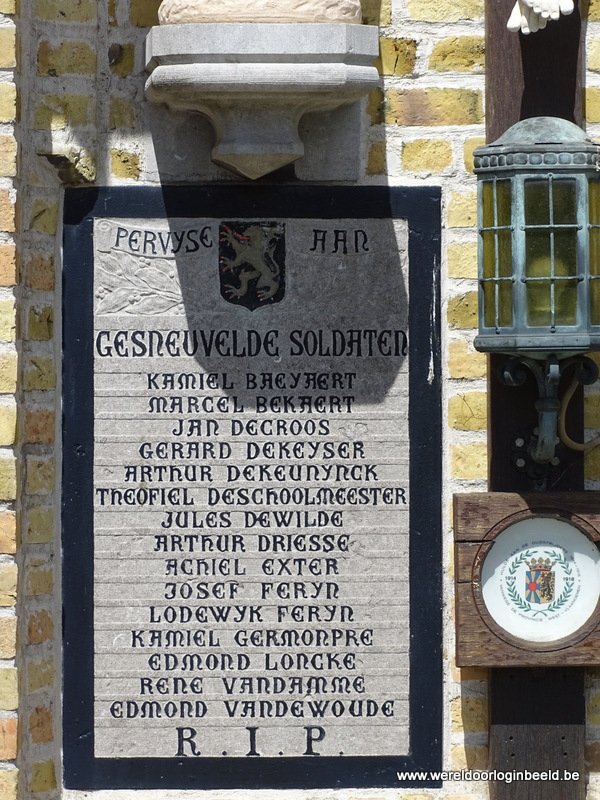 PERVYSE AAN
GESNEUVELDE SOLDATEN
KAMIEL BAEYAERT
MARCEL BEKAERT
JAN DECROOS
GERARD DEKEYSER
ARTHUR DEKEUNYNCK
THEOFIEL DESCHOOLMEESTER
JULES DEWILDE
ARTHUR DRIESSE
ACHIEL EXTER
JOSEF FERYN
LODEWYK FERYN
KAMIEL GERMONPRE
EDMOND LONCKE
RENE VANDAMME
EDMOND VANDEWOUDE
R.I.P.
1914 1918
www.wereldoorloginbeeld.be